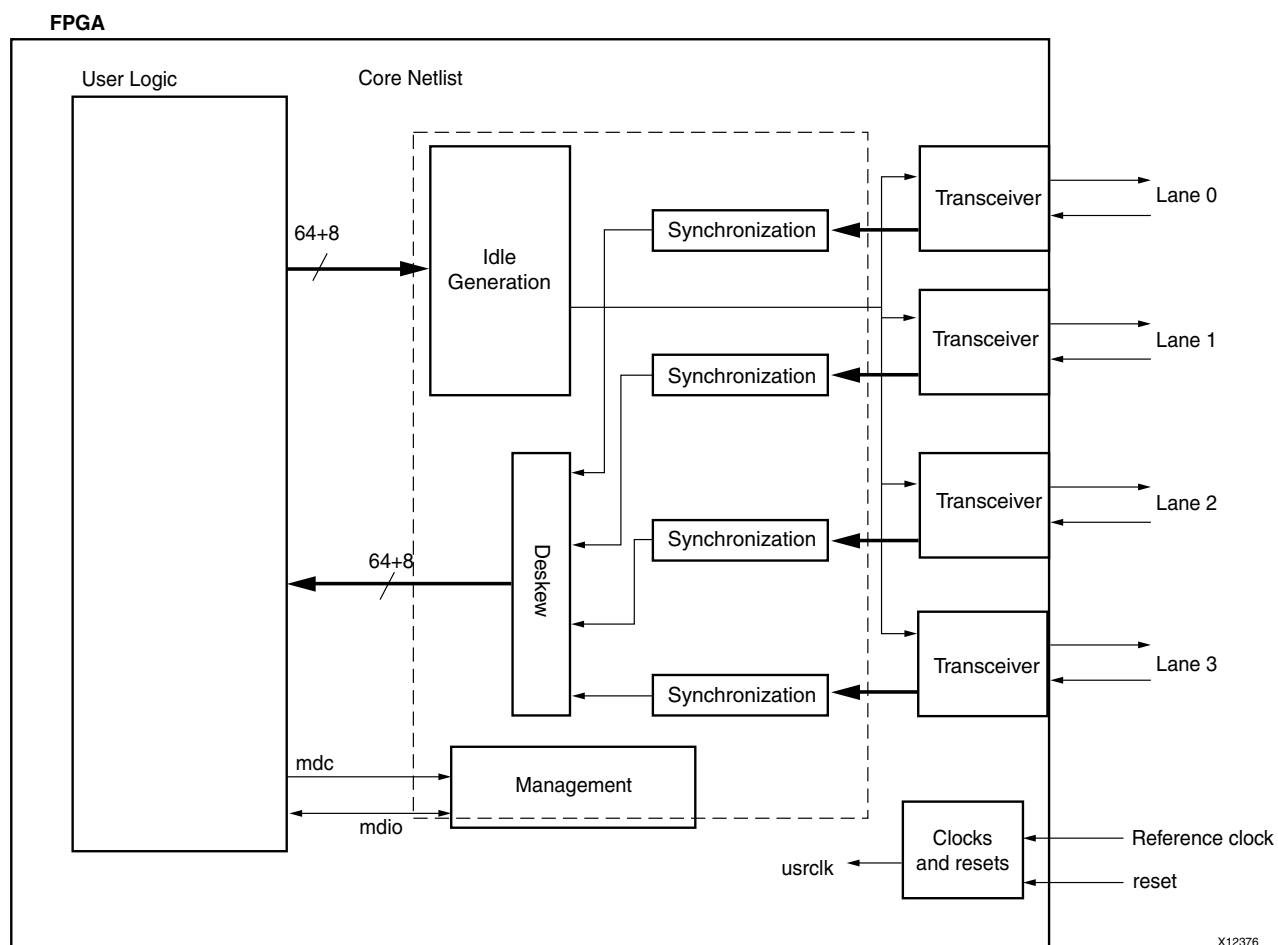 FPGA
User Logic
Core Netlist
Transceiver
Lane 0
Synchronization
64+8
Idle
Generation
Transceiver
Lane 1
Synchronization
Transceiver
Lane 2
Synchronization
64+8
Deskew
Transceiver
Lane 3
Synchronization
mdc
Management
mdio
Clocks
and resets
Reference clock
usrclk
reset
X12376